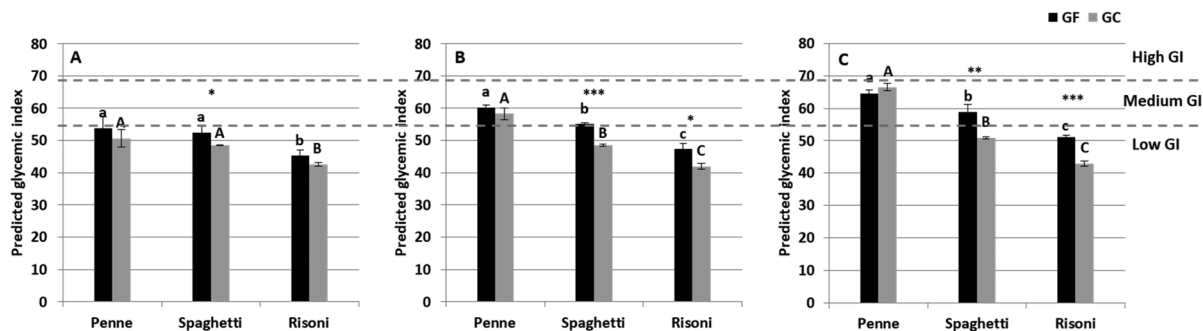 GF GC
A
Predicted glycemic index
80
70
60
50
40
30
20
10
0
*
a
A
a
A
b
B
Penne Spaghetti Risoni
B
Predicted glycemic index
80
70
60
50
40
30
20
10
0
***
*
a
A
b
B
c
C
Penne Spaghetti Risoni
C
Predicted glycemic index
80
70
60
50
40
30
20
10
0
**
***
a
A
b
B
c
C
Penne Spaghetti Risoni
High GI
Medium GI
Low GI